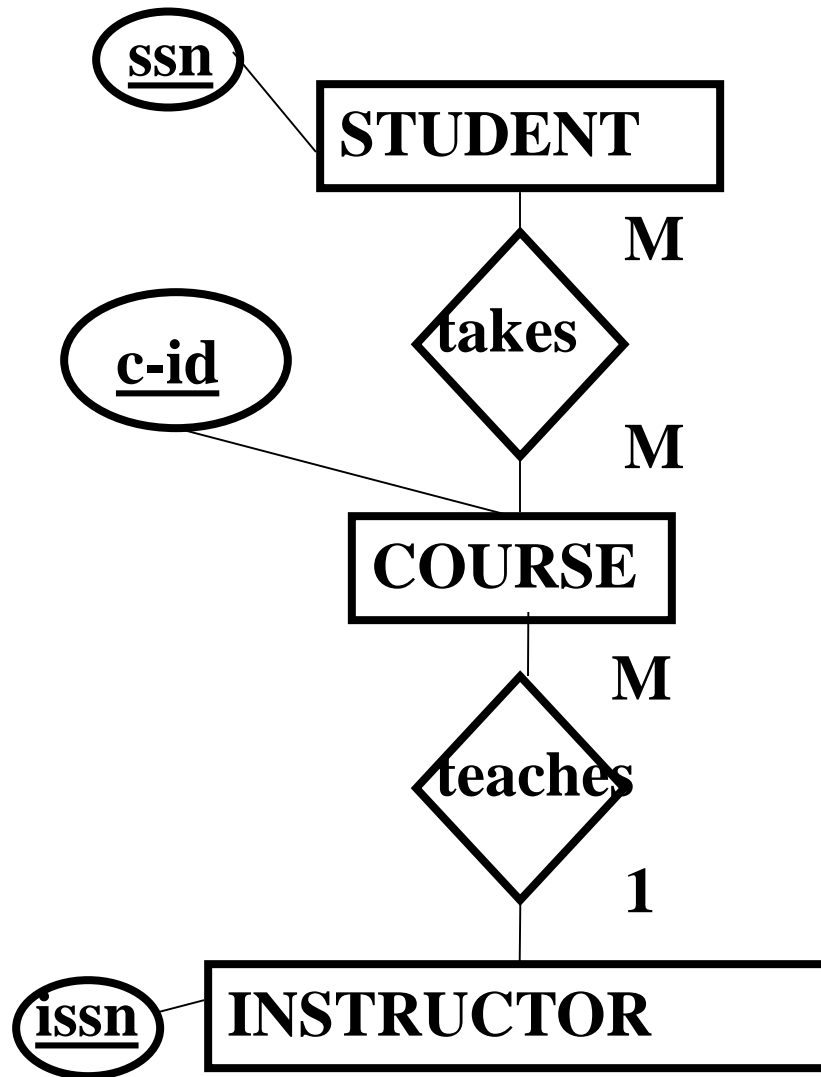 ssn
STUDENT
M
takes
c-id
M
COURSE
M
teaches
1
issn
INSTRUCTOR